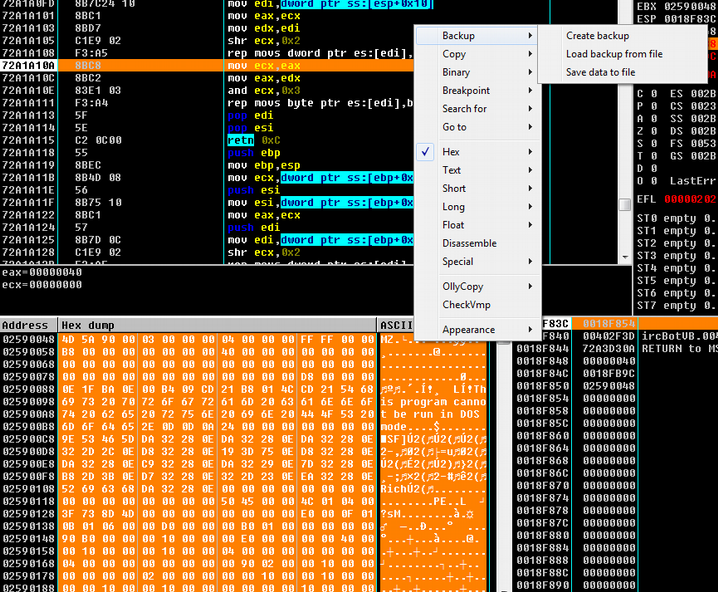 72A1A0FD 8B7C24 10 mov edi,dword ptr ss:[esp+0x10]
72A1A101 8BC1 mov eax,ecx
72A1A103 8BD7 mov edx,edi
72A1A105 C1E9 02 shr ecx,0x2
72A1A108 F3:A5 rep movs dword ptr es:[edi],
72A1A10A 8BC8 mov ecx,eax
72A1A10C 8BC2 mov eax,edx
72A1A10E 83E1 03 and ecx,0x3
72A1A111 F3:A4 rep movs byte ptr es:[edi],b
72A1A113 5F pop edi
72A1A114 5E pop esi
72A1A115 C2 0C00 retn 0xC
72A1A118 55 push ebp
72A1A119 8BEC mov ebp,esp
72A1A11B 8B4D 08 mov ecx,dword ptr ss:[ebp+0x
72A1A11E 56 push esi
72A1A11F 8B75 10 mov esi,dword ptr ss:[ebp+0x
72A1A122 8BC1 mov eax,ecx
72A1A124 57 push edi
72A1A125 8B7D 0C mov edi,dword ptr ss:[ebp+0x
72A1A128 C1E9 02 shr ecx,0x2
eax=00000040
ecx=00000000
Backup
Copy
Binary
Breakpoint
Search for
Go to
Hex
Text
Short
Long
Float
Disassemble
Special
OllyCopy
CheckVmp
Appearance
Create backup
Load backup from file
Save data to file
EBX 02590048
ESP 0018F83C
C 0 ES 002B
P 0 CS 0023
A 0 SS 002B
Z 0 DS 002B
S 0 FS 0053
T 0 GS 002B
D 0
O 0 LastErr
EFL 00000202
ST0 empty 0.
ST1 empty 0.
ST2 empty 0.
ST3 empty 0.
ST4 empty 0.
ST5 empty 0.
ST6 empty 0.
ST7 empty 0.
Address Hex dump ASCII
02590048 4D 5A 90 00 03 00 00 00 04 00 00 00 FF FF 00 00
02590058 B8 00 00 00 00 00 00 00 40 00 00 00 00 00 00 00
02590068 00 00 00 00 00 00 00 00 00 00 00 00 00 00 00 00
02590078 00 00 00 00 00 00 00 00 00 00 00 00 D8 00 00 00
02590088 0E 1F BA 0E 00 B4 09 CD 21 B8 01 4C CD 21 54 68
02590098 69 73 20 70 72 6F 67 72 61 6D 20 63 61 6E 6E 6F is program canno
025900A8 74 20 62 65 20 72 75 6E 20 69 6E 20 44 4F 53 20 t be run in DOS
025900B8 6D 6F 64 65 2E 0D 0D 0A 24 00 00 00 00 00 00 00 mode....$.......
025900C8 9E 53 46 5D DA 32 28 0E DA 32 28 0E DA 32 28 0E
025900D8 32 2D 2C 0E D8 32 28 0E 19 3D 75 0E D8 32 28 0E
025900E8 DA 32 28 0E C9 32 28 0E DA 32 29 0E 7D 32 28 0E
025900F8 B8 2D 3B 0E D7 32 28 0E 32 2D 23 0E EA 32 28 0E
02590108 52 69 63 68 DA 32 28 0E 00 00 00 00 00 00 00 00
02590118 00 00 00 00 00 00 00 00 50 45 00 00 4C 01 04 00
02590128 3F 73 8D 4D 00 00 00 00 00 00 00 00 E0 00 0F 01
02590138 0B 01 06 00 00 D0 00 00 00 B0 01 00 00 00 00 00
02590148 90 B0 00 00 00 10 00 00 00 E0 00 00 00 00 40 00
02590158 00 10 00 00 00 10 00 00 04 00 00 00 00 00 00 00
02590168 04 00 00 00 00 00 00 00 00 90 02 00 00 10 00 00
02590178 00 00 00 00 02 00 00 00 00 00 10 00 00 10 00 00
02590188 00 00 10 00 00 10 00 00 00 00 00 00 10 00 00 00
F83C 0018F854
F840 00402F3D ircBotVB.00
0018F844 72A3D30A RETURN to MS
0018F848 00000040
0018F84C 0018FB9C
0018F850 02590048
0018F854 00000000
0018F858 00000000
0018F85C 00000000
0018F860 00000000
0018F864 00000000
0018F868 00000000
0018F86C 00000000
0018F870 00000000
0018F874 00000000
0018F878 00000000
0018F87C 00000000
0018F880 00000000
0018F884 00000000
0018F888 00000000
0018F88C 00000000
0018F890 00000000